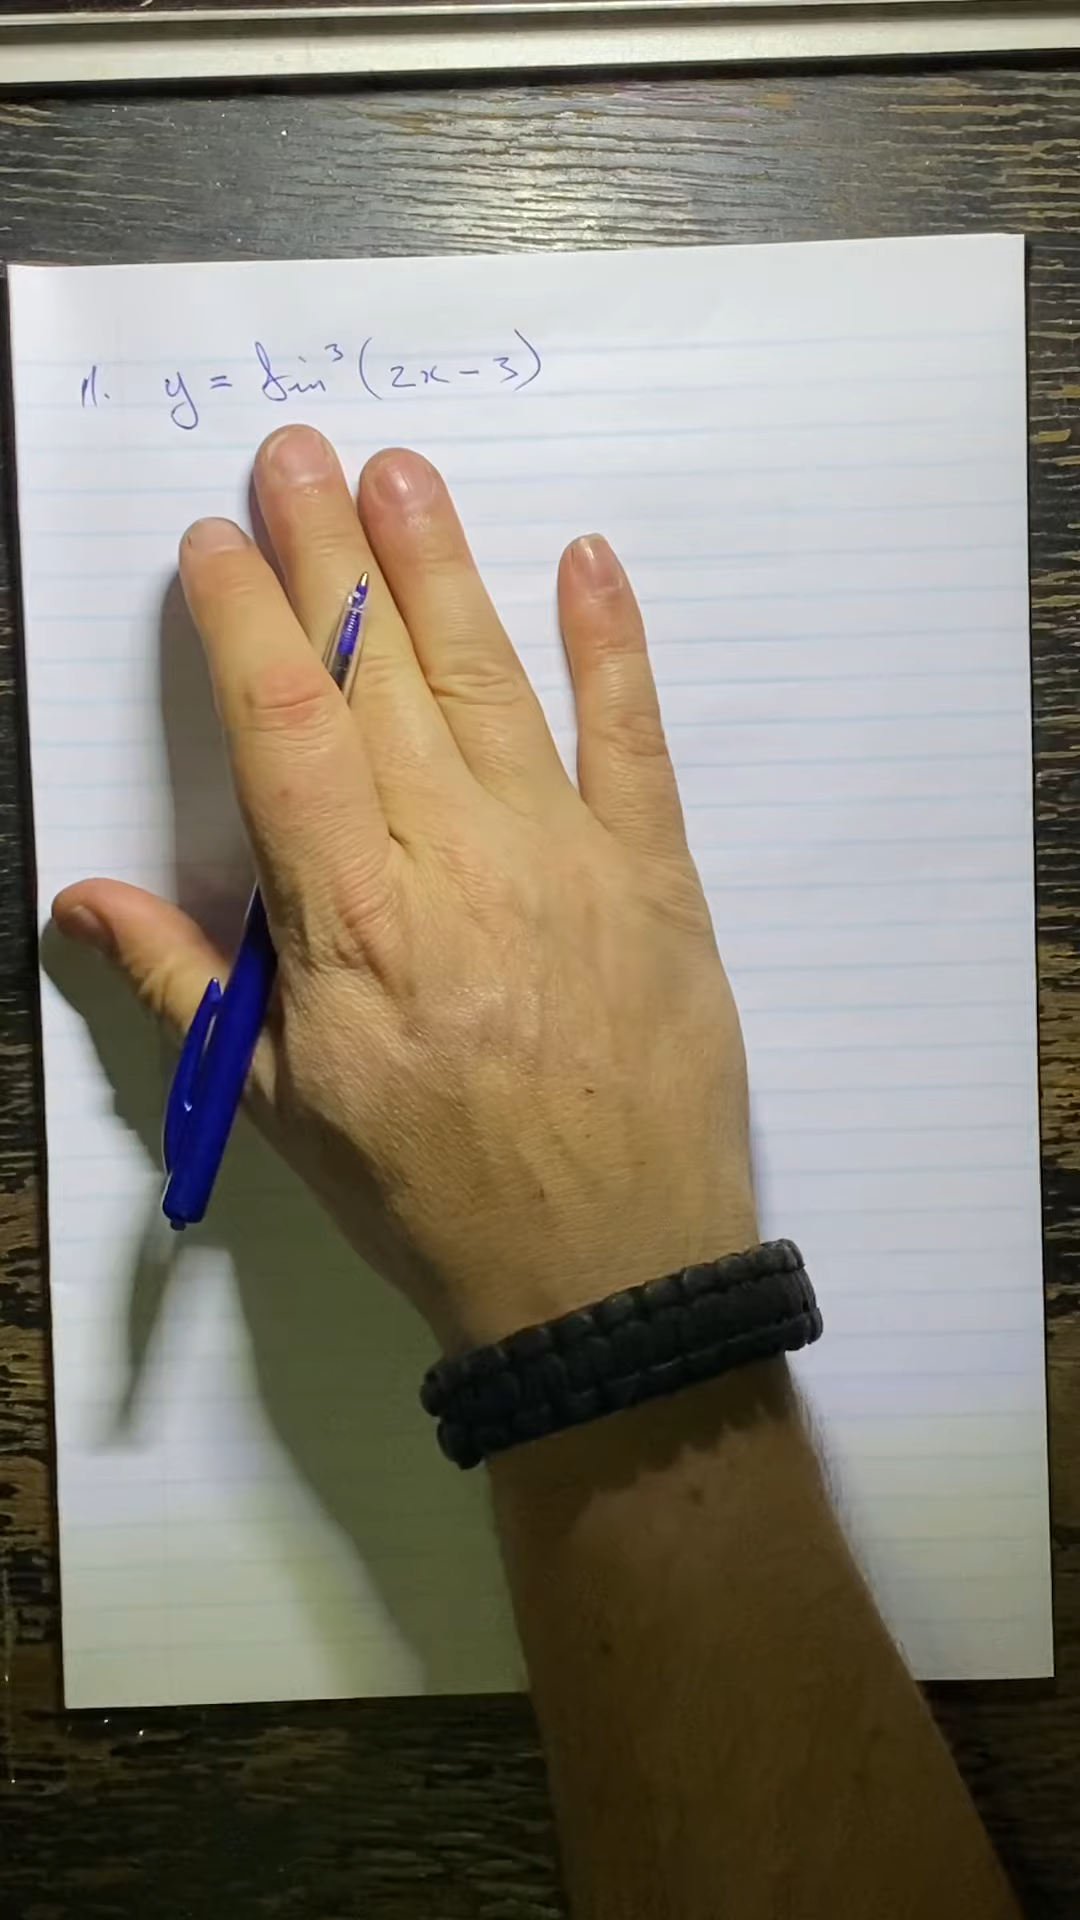 11. y = sin³(2x-3)